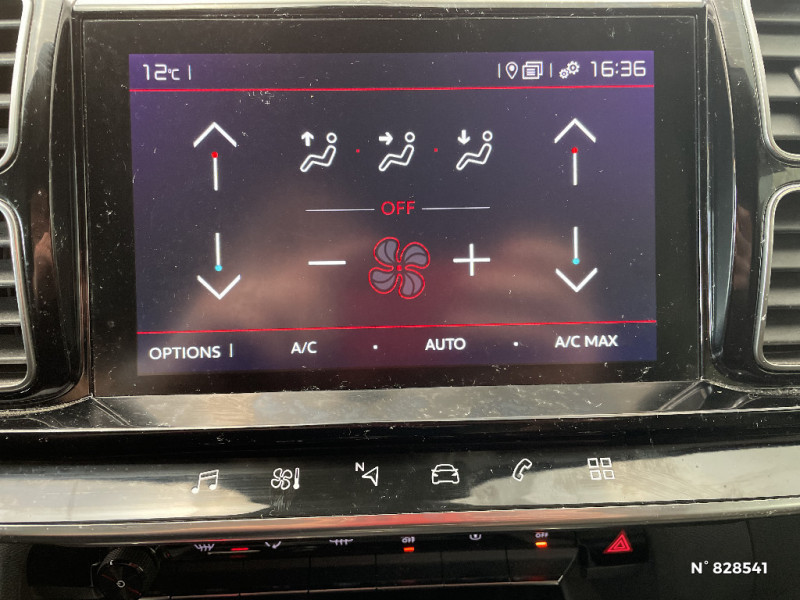 12°C 16:36
OFF
OPTIONS A/C AUTO A/C MAX
N
N° 828541